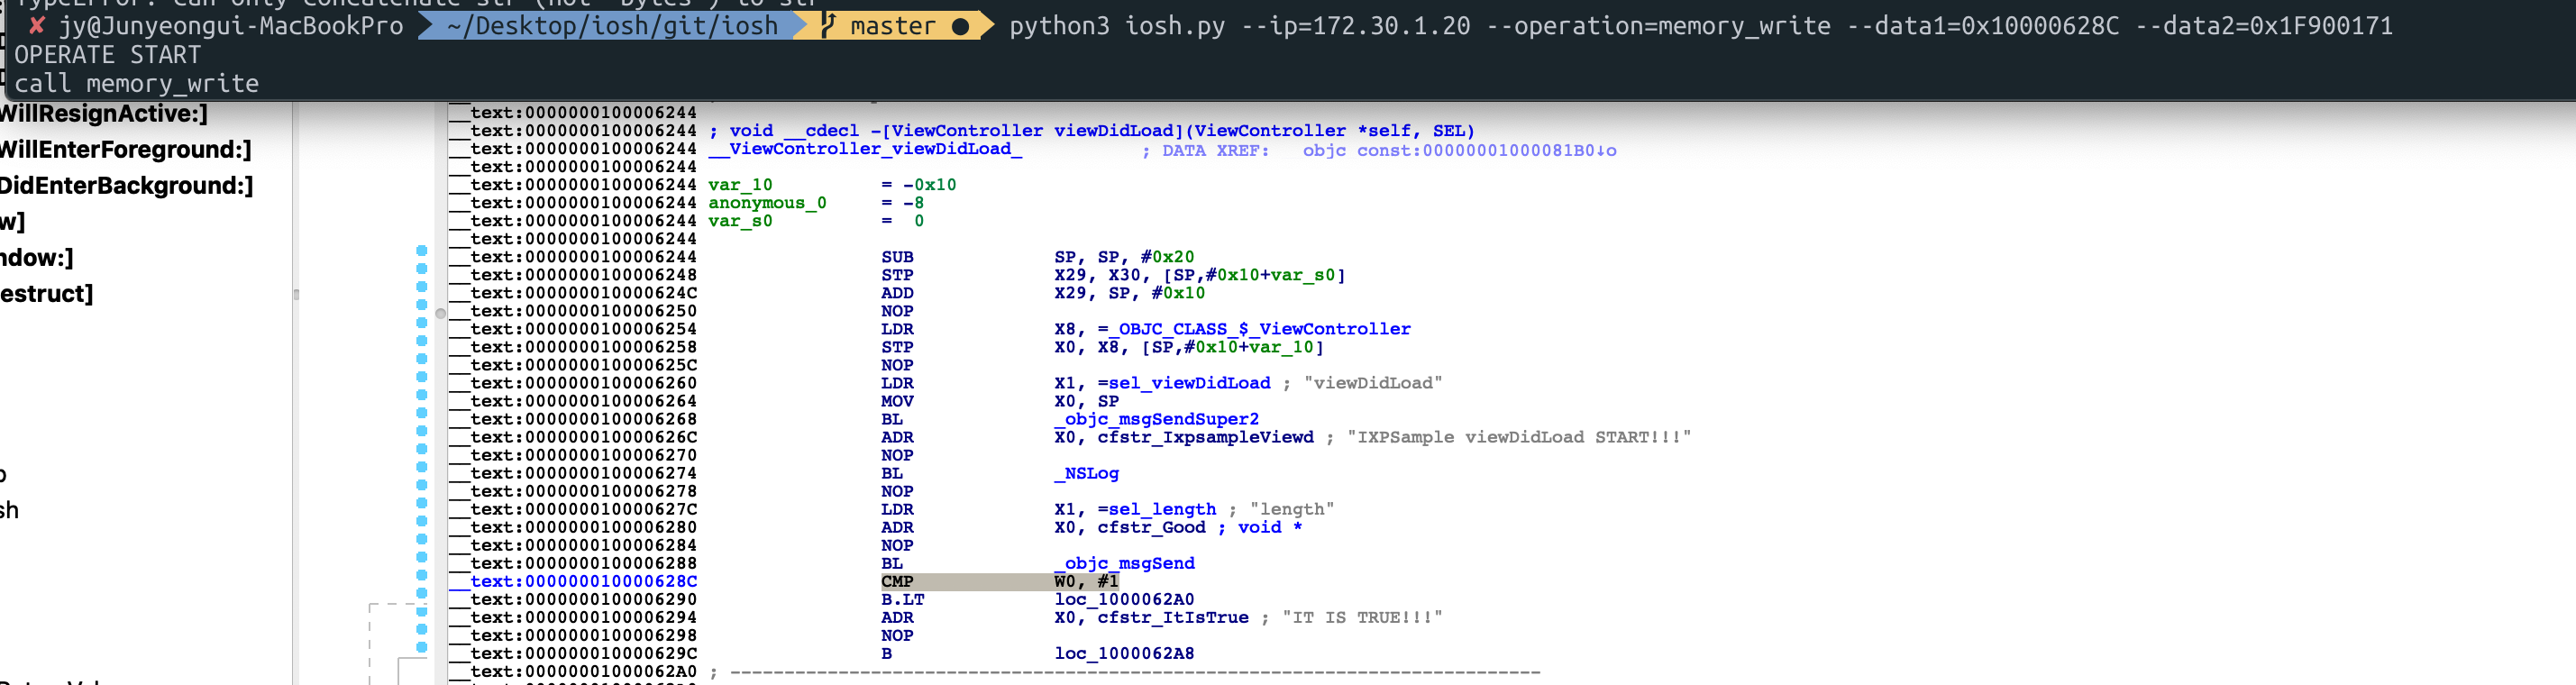 TypeError: can only concatenate str (not "bytes") to str
✘ jy@Junyeongui-MacBookPro ~/Desktop/iosh/git/iosh master ● python3 iosh.py --ip=172.30.1.20 --operation=memory_write --data1=0x10000628C --data2=0x1F900171
OPERATE START
call memory_write
WillResignActive:]
WillEnterForeground:]
DidEnterBackground:]
w]
ndow:]
estruct]
sh
__text:0000000100006244
__text:0000000100006244 ; void __cdecl -[ViewController viewDidLoad](ViewController *self, SEL)
__text:0000000100006244 __ViewController_viewDidLoad_ ; DATA XREF: objc const:00000001000081B0↓o
__text:0000000100006244
__text:0000000100006244 var_10 = -0x10
__text:0000000100006244 anonymous_0 = -8
__text:0000000100006244 var_s0 = 0
__text:0000000100006244
__text:0000000100006244 SUB SP, SP, #0x20
__text:0000000100006248 STP X29, X30, [SP,#0x10+var_s0]
__text:000000010000624C ADD X29, SP, #0x10
__text:0000000100006250 NOP
__text:0000000100006254 LDR X8, =_OBJC_CLASS_$_ViewController
__text:0000000100006258 STP X0, X8, [SP,#0x10+var_10]
__text:000000010000625C NOP
__text:0000000100006260 LDR X1, =sel_viewDidLoad ; "viewDidLoad"
__text:0000000100006264 MOV X0, SP
__text:0000000100006268 BL _objc_msgSendSuper2
__text:000000010000626C ADR X0, cfstr_IxpsampleViewd ; "IXPSample viewDidLoad START!!!"
__text:0000000100006270 NOP
__text:0000000100006274 BL _NSLog
__text:0000000100006278 NOP
__text:000000010000627C LDR X1, =sel_length ; "length"
__text:0000000100006280 ADR X0, cfstr_Good ; void *
__text:0000000100006284 NOP
__text:0000000100006288 BL _objc_msgSend
__text:000000010000628C CMP W0, #1
__text:0000000100006290 B.LT loc_1000062A0
__text:0000000100006294 ADR X0, cfstr_ItIsTrue ; "IT IS TRUE!!!"
__text:0000000100006298 NOP
__text:000000010000629C B loc_1000062A8
__text:00000001000062A0 ; ---------------------------------------------------------------------------